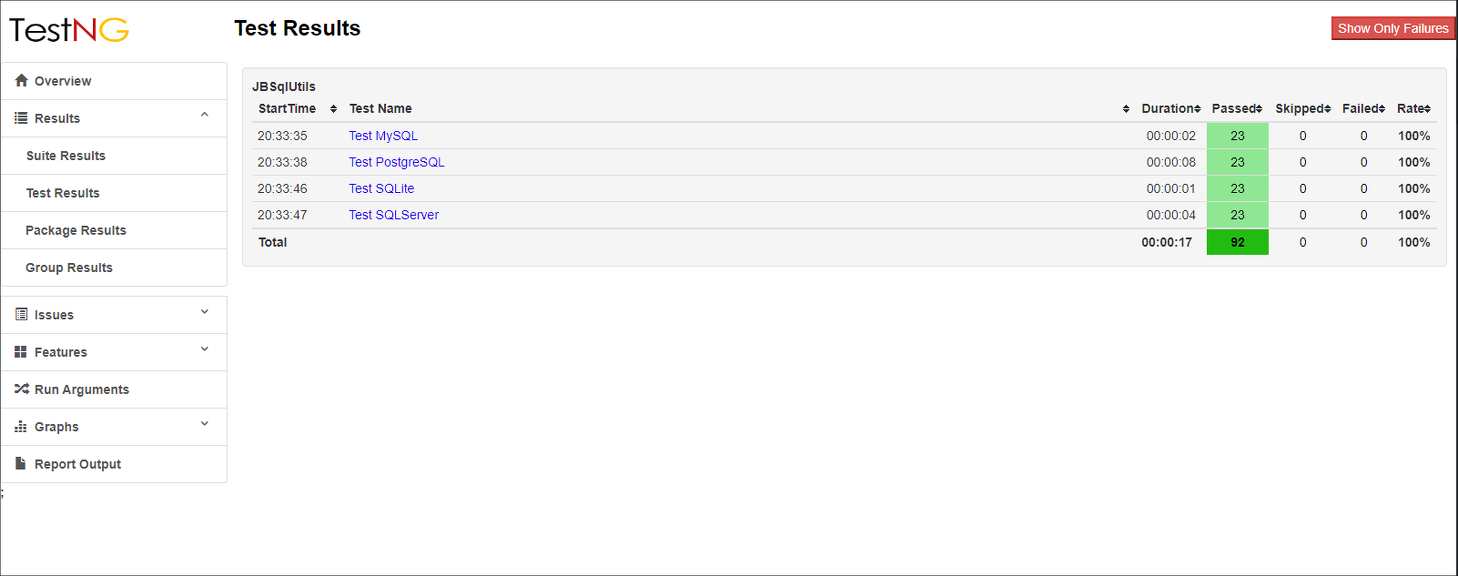 TestNG
Test Results
Show Only Failures
Overview
Results
Suite Results
Test Results
Package Results
Group Results
Issues
Features
Run Arguments
Graphs
Report Output
;
JBSqlUtils
StartTime Test Name Duration Passed Skipped Failed Rate
20:33:35 Test MySQL 00:00:02 23 0 0 100%
20:33:38 Test PostgreSQL 00:00:08 23 0 0 100%
20:33:46 Test SQLite 00:00:01 23 0 0 100%
20:33:47 Test SQLServer 00:00:04 23 0 0 100%
Total 00:00:17 92 0 0 100%